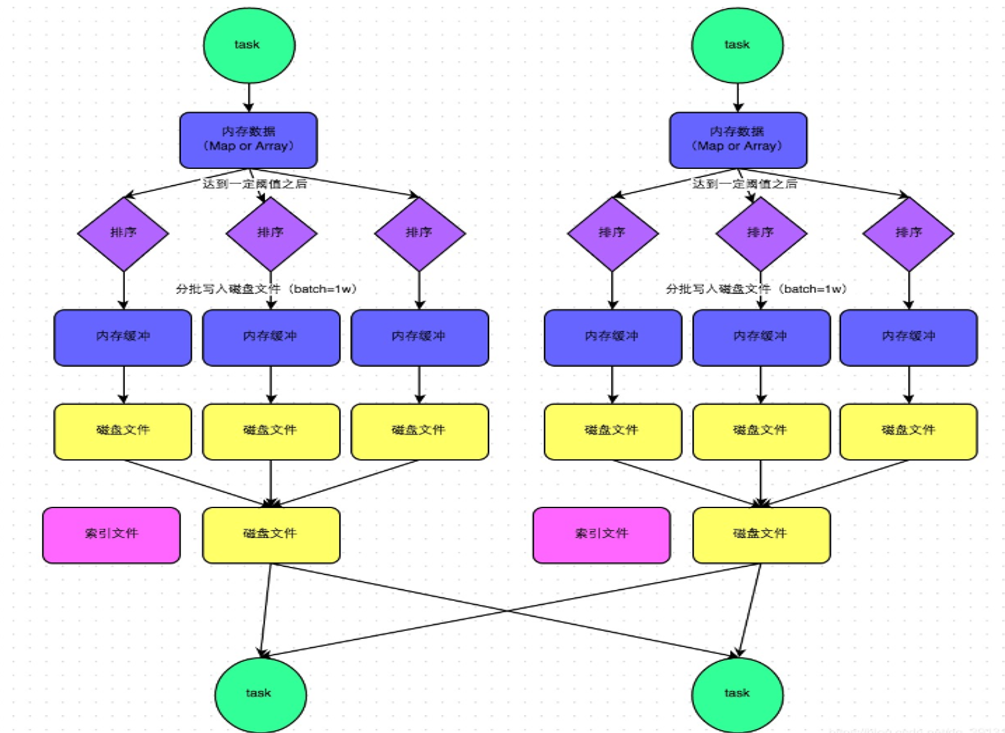 task
task
内存数据
（Map or Array）
内存数据
（Map or Array）
达到一定阈值之后
达到一定阈值之后
排序
排序
排序
排序
排序
排序
分批写入磁盘文件（batch=1w）
分批写入磁盘文件（batch=1w）
内存缓冲
内存缓冲
内存缓冲
内存缓冲
内存缓冲
内存缓冲
磁盘文件
磁盘文件
磁盘文件
磁盘文件
磁盘文件
磁盘文件
索引文件
磁盘文件
索引文件
磁盘文件
task
task